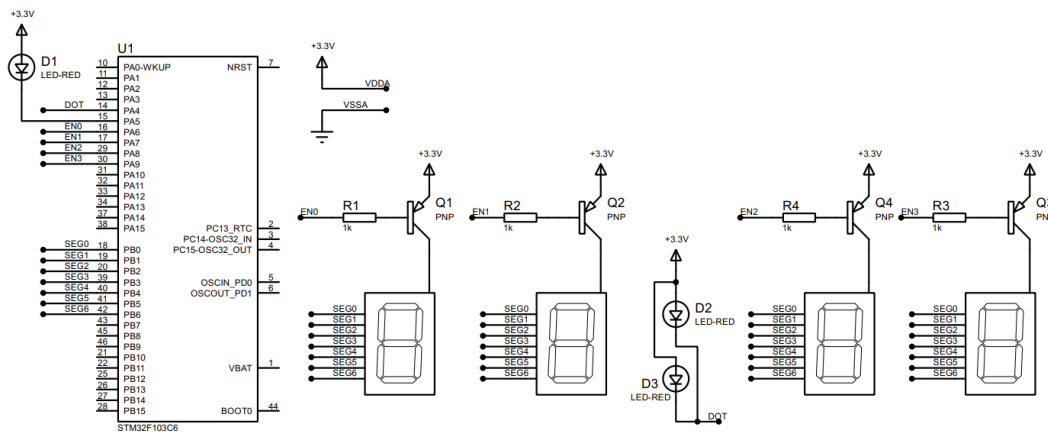 +3.3V
D1
LED-RED
U1
10 PA0-WKUP
11 PA1
12 PA2
13 PA3
DOT 14 PA4
15 PA5
EN0 16 PA6
EN1 17 PA7
EN2 29 PA8
EN3 30 PA9
31 PA10
32 PA11
33 PA12
34 PA13
37 PA14
38 PA15
SEG0 18 PB0
SEG1 19 PB1
SEG2 20 PB2
SEG3 39 PB3
SEG4 40 PB4
SEG5 41 PB5
SEG6 42 PB6
43 PB7
45 PB8
46 PB9
21 PB10
22 PB11
25 PB12
26 PB13
27 PB14
28 PB15
NRST 7
PC13_RTC 2
PC14-OSC32_IN 3
PC15-OSC32_OUT 4
OSCIN_PD0 5
OSCOUT_PD1 6
VBAT 1
BOOT0 44
STM32F103C6
+3.3V
VDDA
VSSA
+3.3V
EN0
R1
1k
Q1
PNP
SEG0
SEG1
SEG2
SEG3
SEG4
SEG5
SEG6
+3.3V
EN1
R2
1k
Q2
PNP
SEG0
SEG1
SEG2
SEG3
SEG4
SEG5
SEG6
+3.3V
D2
LED-RED
D3
LED-RED
DOT
+3.3V
EN2
R4
1k
Q4
PNP
SEG0
SEG1
SEG2
SEG3
SEG4
SEG5
SEG6
+3.3V
EN3
R3
1k
PNP
SEG0
SEG1
SEG2
SEG3
SEG4
SEG5
SEG6